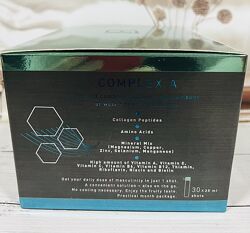 COMPLEX A
Collagen Peptides
Amino Acids
Mineral Mix
(Magnesium, Copper,
Zinc, Selenium, Manganese)
High amount of Vitamin A, Vitamin E,
Vitamin C, Vitamin B6, Vitamin B12, Thiamin,
Riboflavin, Niacin and Biotin
Get your daily dose of masculinity in just 1 shot.
A convenient solution - also on the go.
No cooling necessary. Enjoy the fruity taste.
Practical month package.
30 x 25 ml
shots